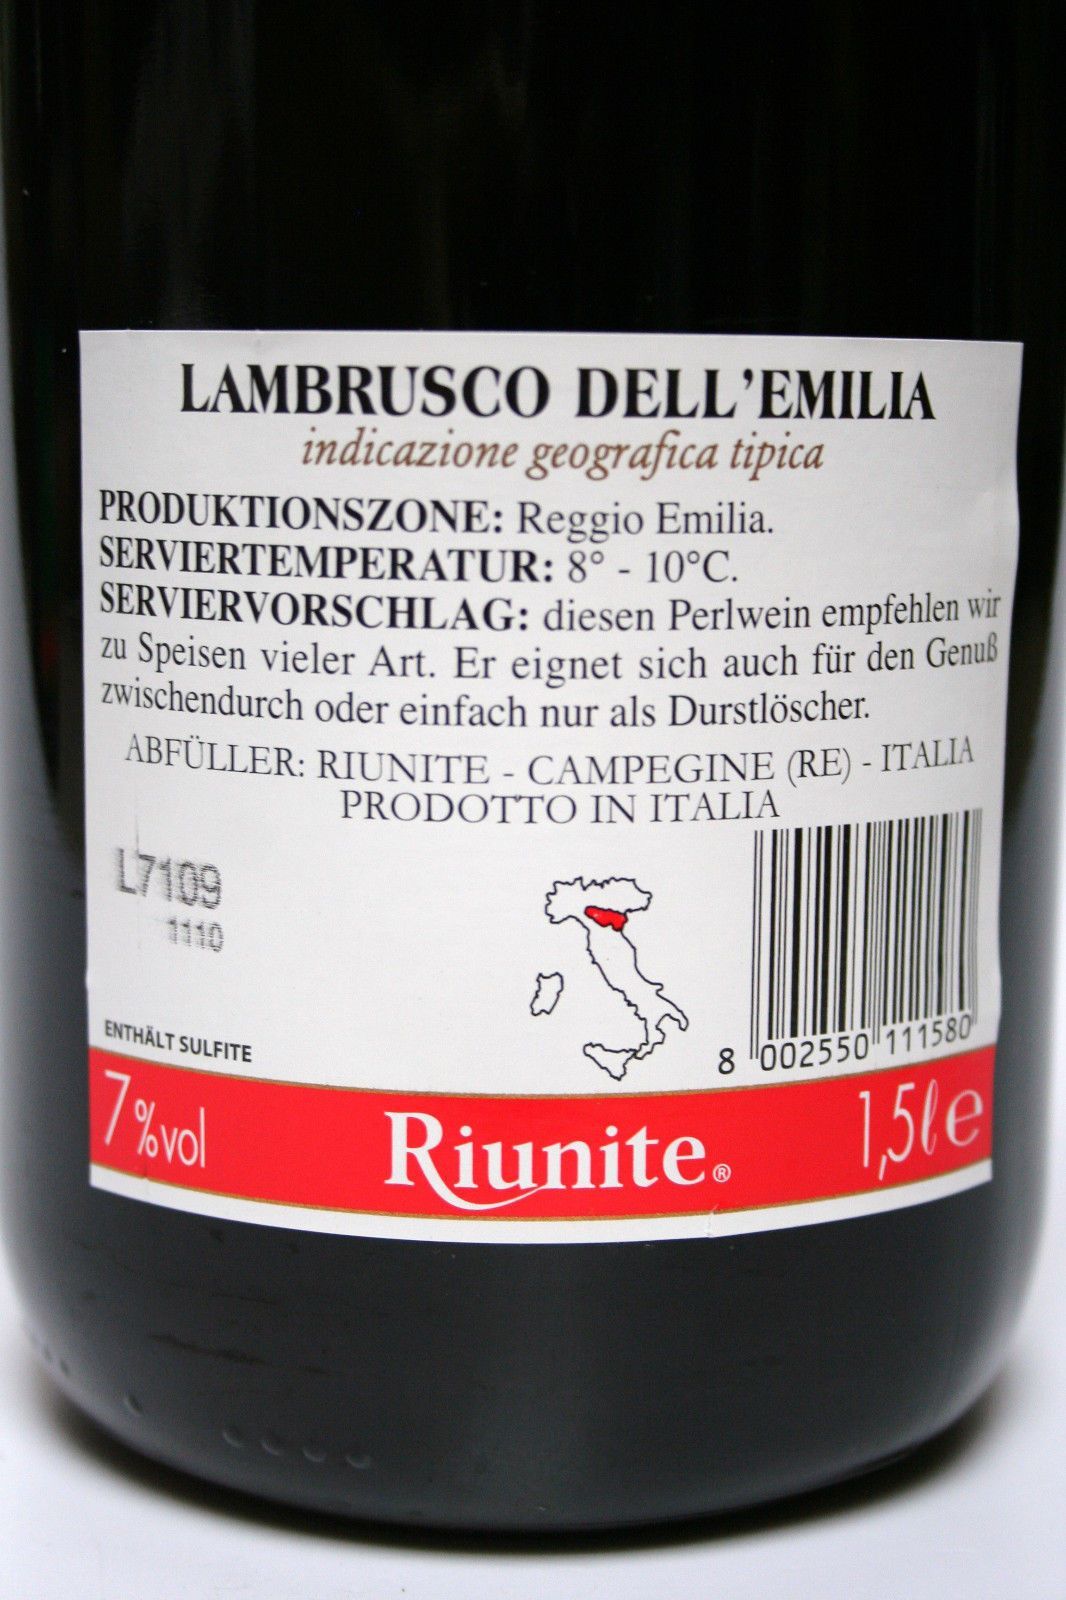 LAMBRUSCO DELL'EMILIA
indicazione geografica tipica
PRODUKTIONSZONE: Reggio Emilia.
SERVIERTEMPERATUR: 8° - 10°C.
SERVIERVORSCHLAG: diesen Perlwein empfehlen wir
zu Speisen vieler Art. Er eignet sich auch für den Genuß
zwischendurch oder einfach nur als Durstlöscher.
ABFÜLLER: RIUNITE - CAMPEGINE (RE) - ITALIA
PRODOTTO IN ITALIA
L7109
1110
ENTHÄLT SULFITE
8 002550 111580
7%vol
Riunite®
1,5ℓ e